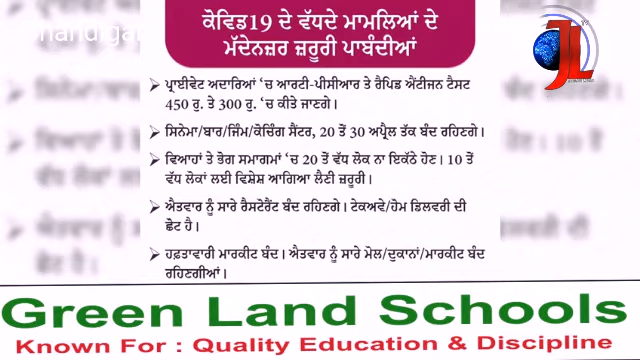 ਕੋਵਿਡ19 ਦੇ ਵੱਧਦੇ ਮਾਮਲਿਆਂ ਦੇ
ਮੱਦੇਨਜ਼ਰ ਜ਼ਰੂਰੀ ਪਾਬੰਦੀਆਂ
ਪ੍ਰਾਈਵੇਟ ਅਦਾਰਿਆਂ ‘ਚ ਆਰਟੀ-ਪੀਸੀਆਰ ਤੇ ਰੈਪਿਡ ਐਂਟੀਜਨ ਟੈਸਟ
450 ਰੁ. ਤੇ 300 ਰੁ. ‘ਚ ਕੀਤੇ ਜਾਣਗੇ।
ਸਿਨੇਮਾ/ਬਾਰ/ਜਿੰਮ/ਕੋਚਿੰਗ ਸੈਂਟਰ, 20 ਤੋਂ 30 ਅਪ੍ਰੈਲ ਤੱਕ ਬੰਦ ਰਹਿਣਗੇ।
ਵਿਆਹਾਂ ਤੇ ਭੋਗ ਸਮਾਗਮਾਂ ‘ਚ 20 ਤੋਂ ਵੱਧ ਲੋਕ ਨਾ ਇਕੱਠੇ ਹੋਣ। 10 ਤੋਂ
ਵੱਧ ਲੋਕਾਂ ਲਈ ਵਿਸ਼ੇਸ਼ ਆਗਿਆ ਲੈਣੀ ਜ਼ਰੂਰੀ।
ਐਤਵਾਰ ਨੂੰ ਸਾਰੇ ਰੈਸਟੋਰੈਂਟ ਬੰਦ ਰਹਿਣਗੇ। ਟੇਕਅਵੇ/ਹੋਮ ਡਿਲਵਰੀ ਦੀ
ਛੋਟ ਹੈ।
ਹਫ਼ਤਾਵਾਰੀ ਮਾਰਕੀਟ ਬੰਦ। ਐਤਵਾਰ ਨੂੰ ਸਾਰੇ ਮੋਲ/ਦੁਕਾਨਾਂ/ਮਾਰਕੀਟ ਬੰਦ
ਰਹਿਣਗੀਆਂ।
Green Land Schools
Known For : Quality Education & Discipline